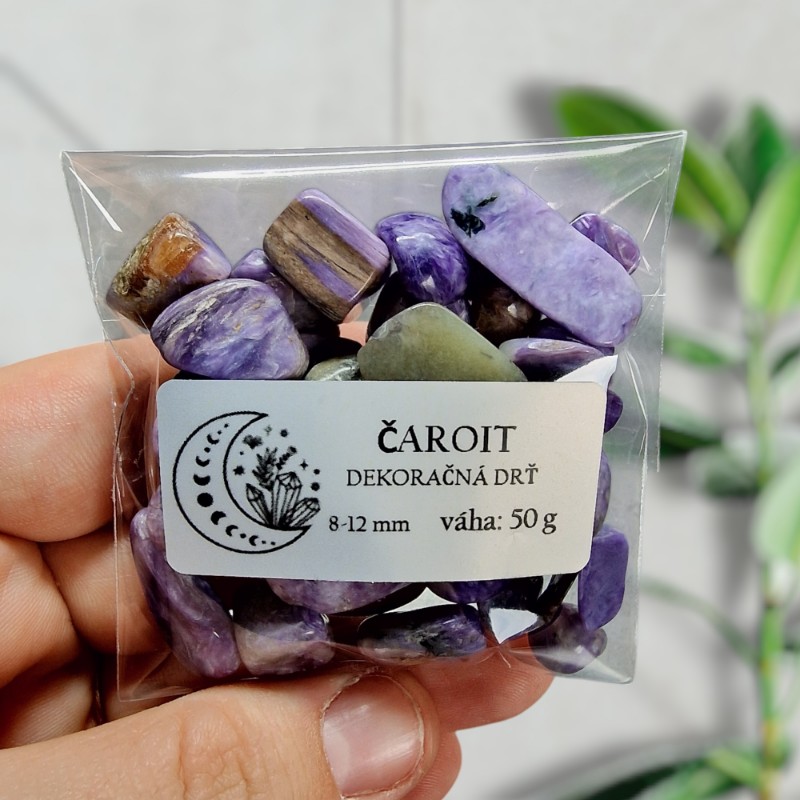 ČAROIT
DEKORAČNÁ DRŤ
8-12 mm váha: 50 g